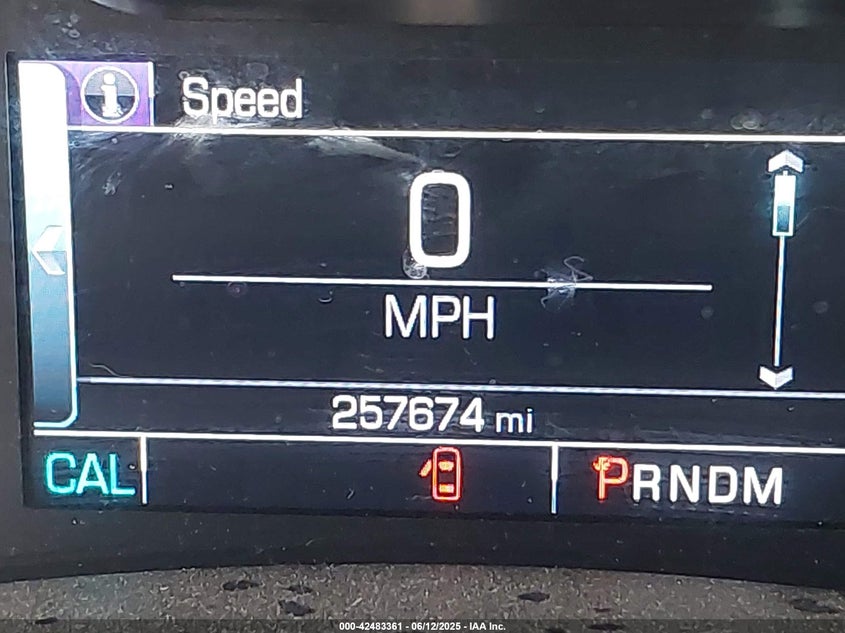 i Speed
0
MPH
257674 mi
CAL PRNDM
000-42483361 - 06/12/2025 - IAA Inc.